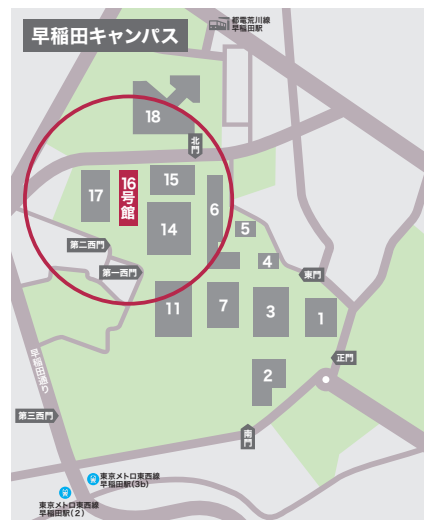 早稲田キャンパス
都電荒川線
早稲田駅
18
北門
15
17
16号館
6
14
5
第二西門
4
第一西門
東門
11
7
3
1
早稲田通り
正門
2
第三西門
南門
東京メトロ東西線
早稲田駅(3b)
東京メトロ東西線
早稲田駅(2)